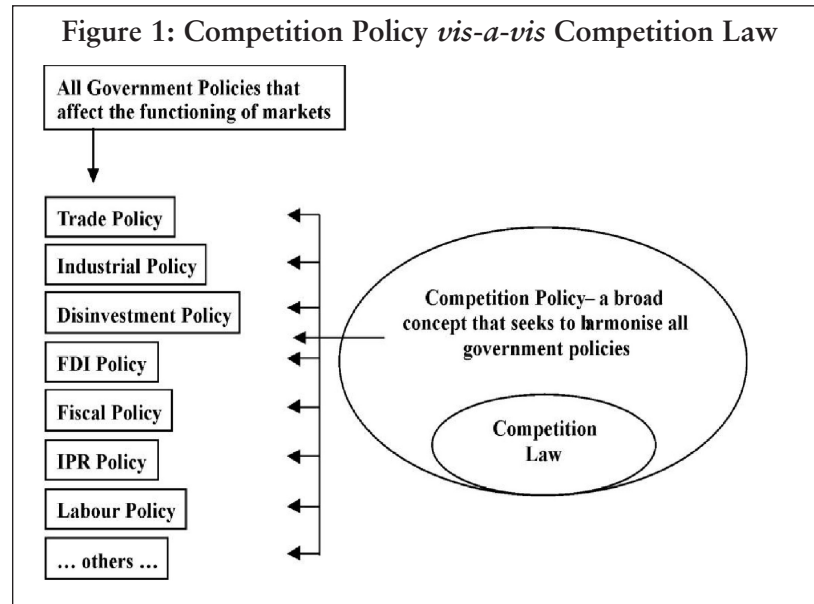 Figure 1: Competition Policy vis-a-vis Competition Law
All Government Policies that
affect the functioning of markets
Trade Policy
Industrial Policy
Disinvestment Policy
FDI Policy
Fiscal Policy
IPR Policy
Labour Policy
... others ...
Competition Policy– a broad
concept that seeks to harmonise all
government policies
Competition
Law